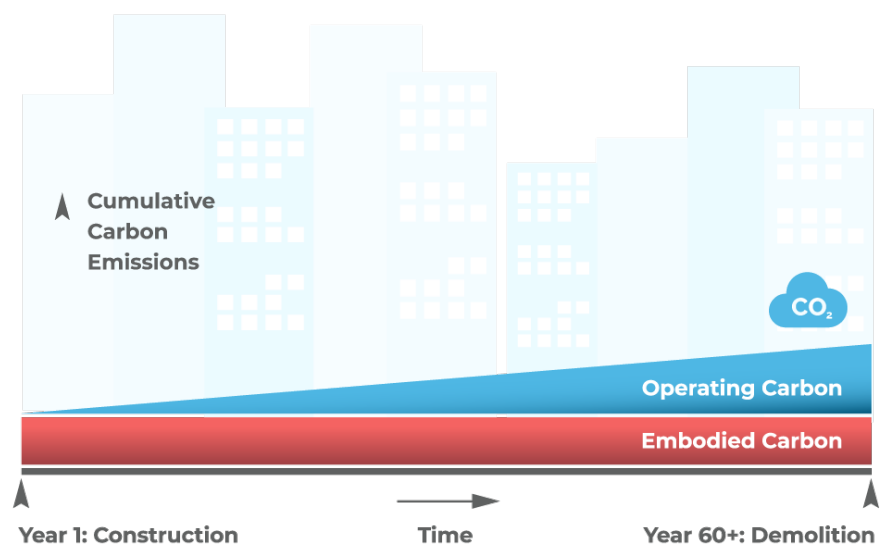 Cumulative
Carbon
Emissions
CO₂
Operating Carbon
Embodied Carbon
Year 1: Construction
Time
Year 60+: Demolition